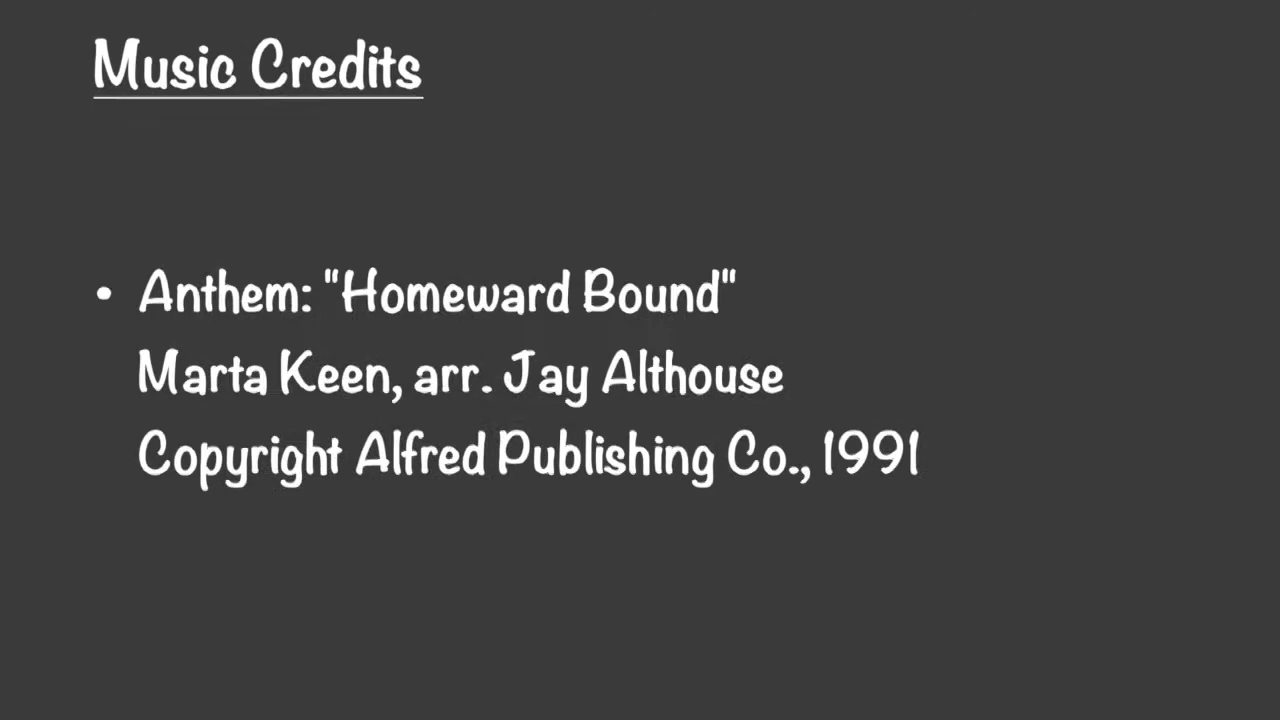 Music Credits
• Anthem: "Homeward Bound"
Marta Keen, arr. Jay Althouse
Copyright Alfred Publishing Co., 1991